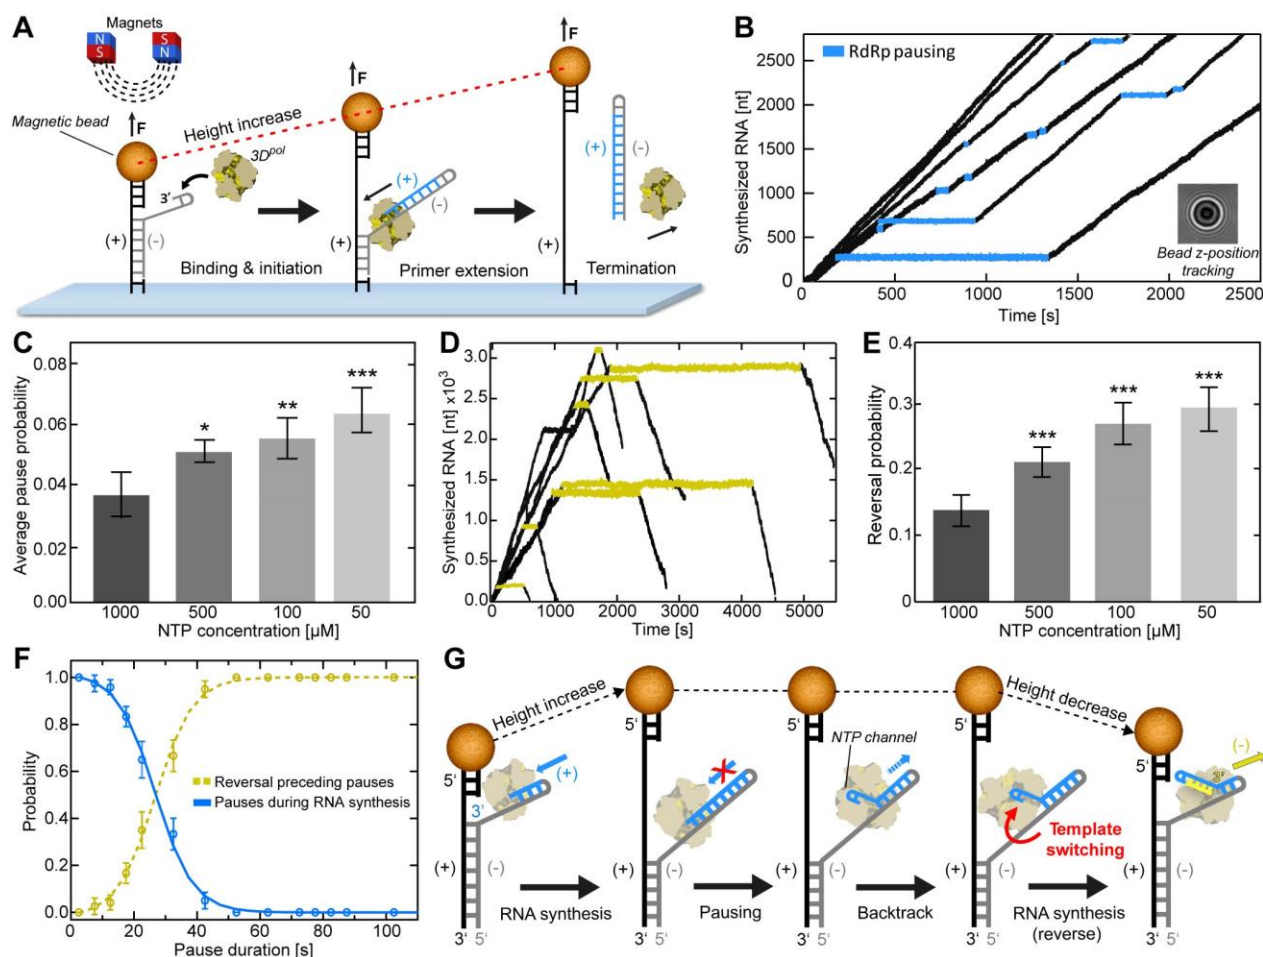 A
Magnets
N
S
S
N
F
Magnetic bead
Height increase
3Dpol
3'
(+)
(-)
Binding & initiation
F
(+)
(-)
(+)
Primer extension
F
(+)
(-)
(+)
Termination
B
RdRp pausing
Synthesized RNA [nt]
2500
2000
1500
1000
500
0
0
500
1000
1500
2000
2500
Time [s]
Bead z-position
tracking
C
Average pause probability
0.08
0.06
0.04
0.02
0.00
*
**
***
1000
500
100
50
NTP concentration [µM]
D
Synthesized RNA [nt] x10³
3.0
2.5
2.0
1.5
1.0
0.5
0.0
0
1000
2000
3000
4000
5000
Time [s]
E
Reversal probability
0.4
0.3
0.2
0.1
0
***
***
***
1000
500
100
50
NTP concentration [µM]
F
Probability
1.0
0.8
0.6
0.4
0.2
0.0
Reversal preceding pauses
Pauses during RNA synthesis
0
20
40
60
80
100
Pause duration [s]
G
Height increase
Height decrease
5‘
(+)
3‘
(+)
(-)
3‘ 5‘
RNA synthesis
5‘
(+)
(-)
3‘ 5‘
Pausing
5‘
NTP channel
(+)
(-)
3‘ 5‘
Backtrack
5‘
Template
switching
(+)
(-)
3‘ 5‘
RNA synthesis
(reverse)
5‘
3‘
(-)
(+)
(-)
3‘ 5‘